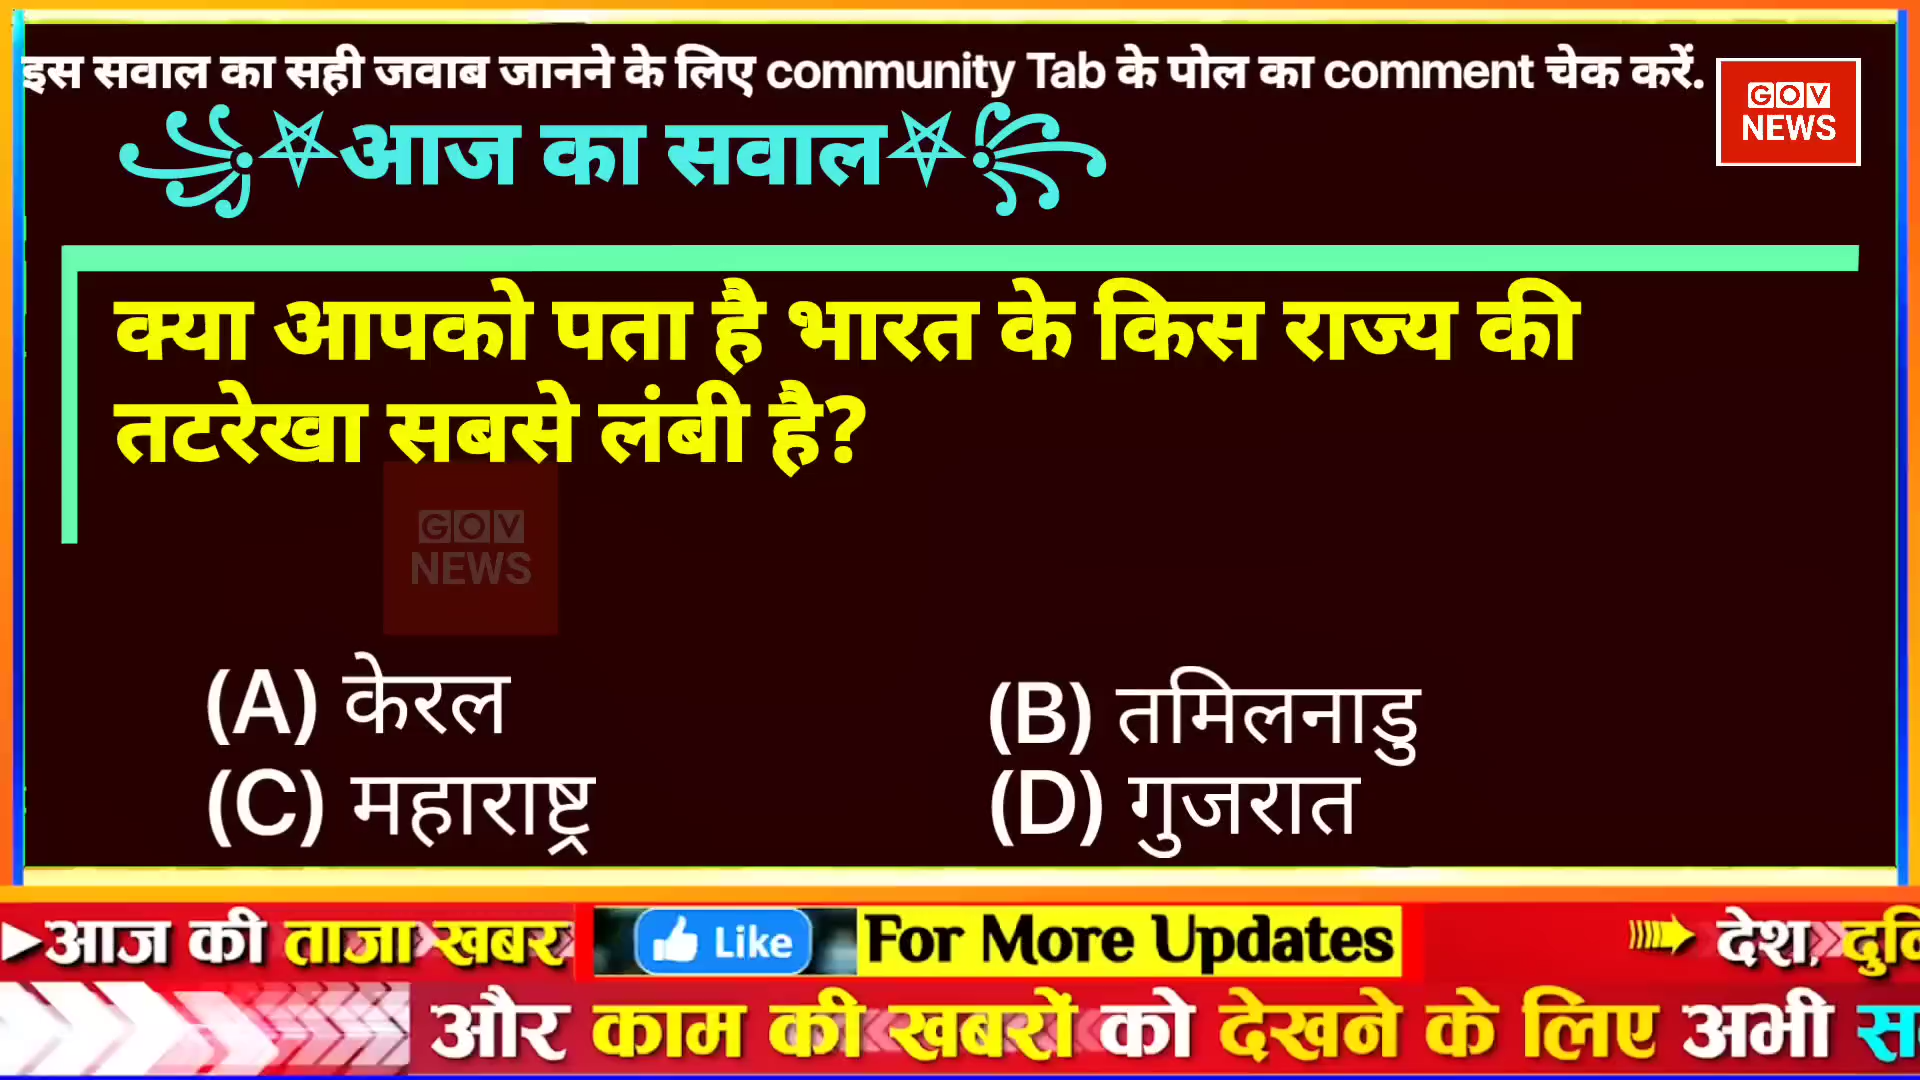 इस सवाल का सही जवाब जानने के लिए community Tab के पोल का comment चेक करें.
GOV
NEWS
आज का सवाल
क्या आपको पता है भारत के किस राज्य की
तटरेखा सबसे लंबी है?
GOV
NEWS
(A) केरल
(B) तमिलनाडु
(C) महाराष्ट्र
(D) गुजरात
आज की ताजा खबर
Like
For More Updates
देश,
और काम की खबरों को देखने के लिए अभी